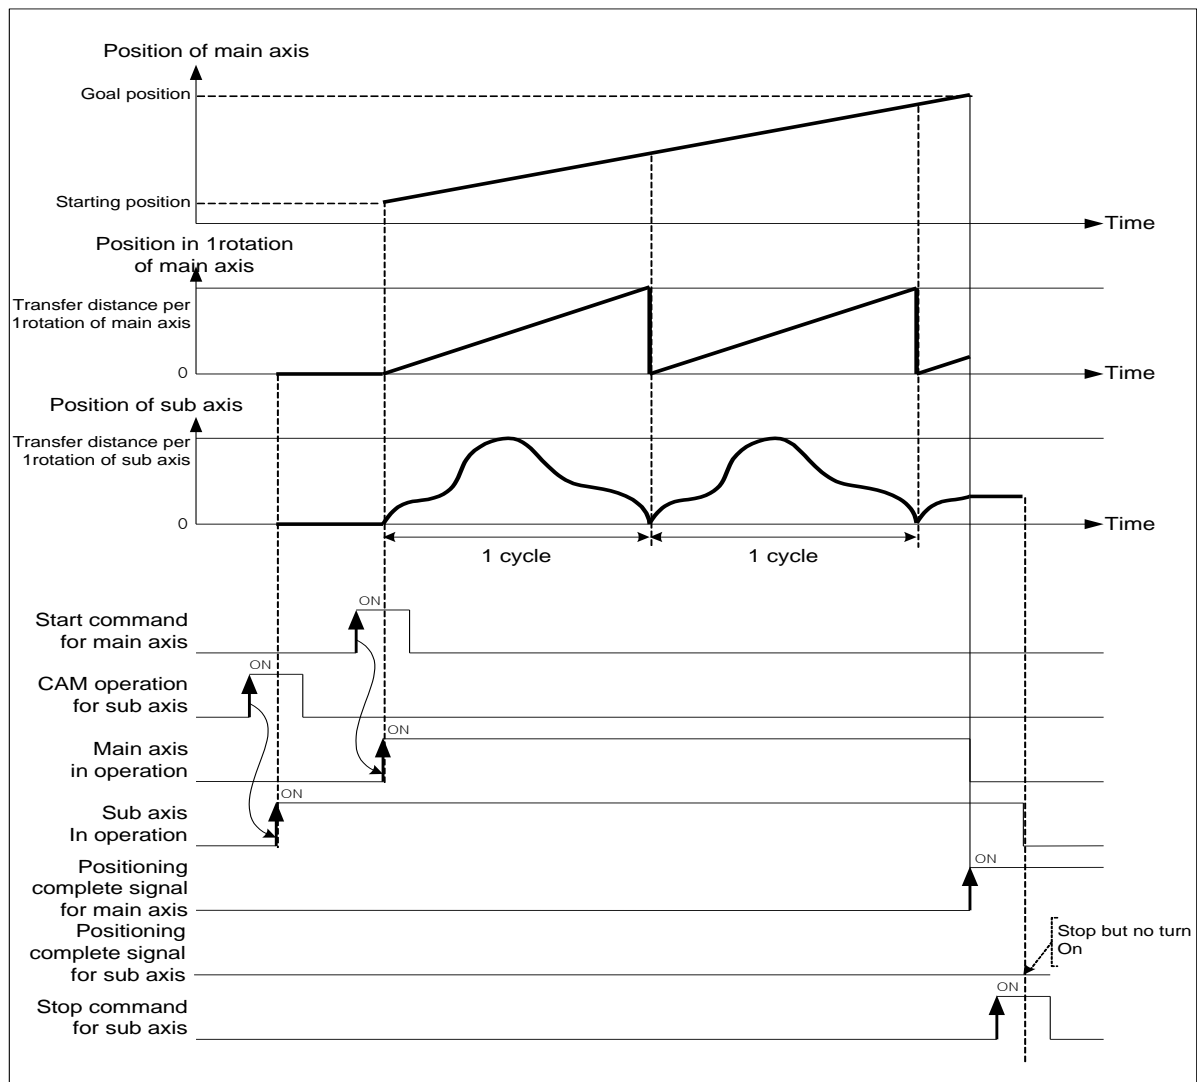 Position of main axis
Goal position
Starting position
Time
Position in 1rotation
of main axis
Transfer distance per
1rotation of main axis
0
Time
Position of sub axis
Transfer distance per
1rotation of sub axis
0
Time
1 cycle
1 cycle
ON
Start command
for main axis
ON
CAM operation
for sub axis
ON
Main axis
in operation
ON
Sub axis
In operation
ON
Positioning
complete signal
for main axis
Positioning
complete signal
for sub axis
Stop but no turn
On
ON
Stop command
for sub axis